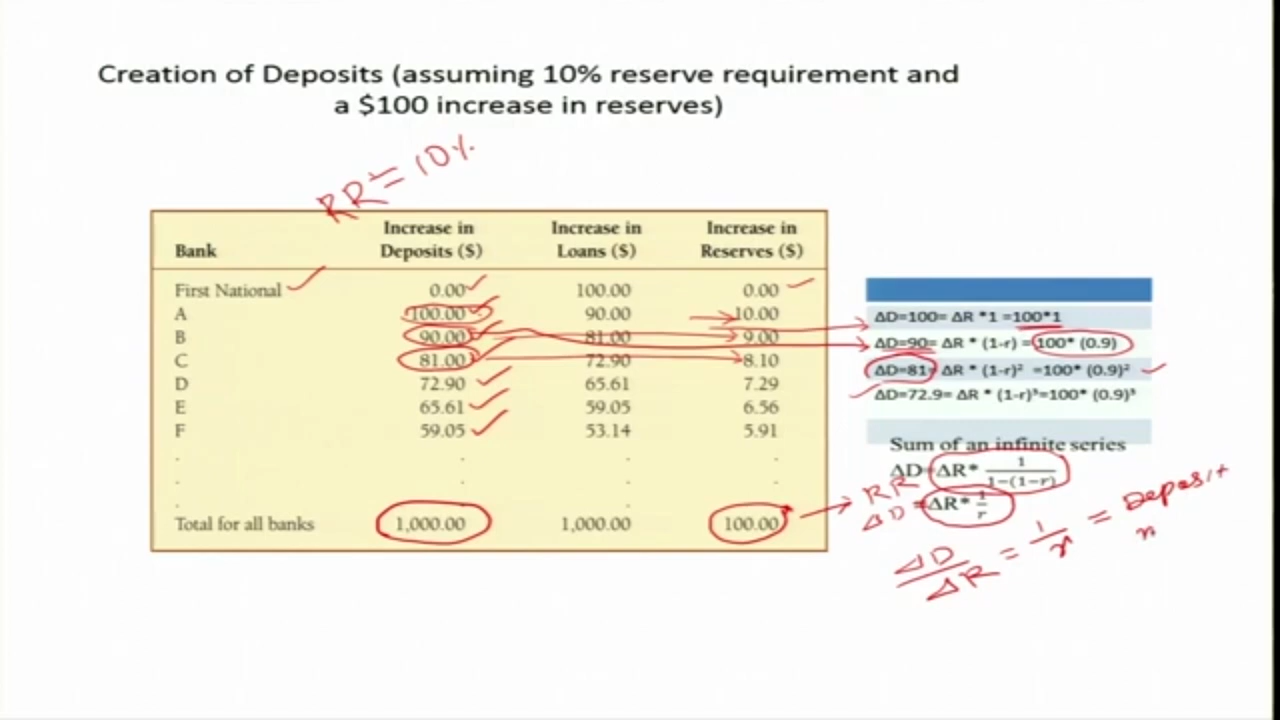 Creation of Deposits (assuming 10% reserve requirement and
a $100 increase in reserves)
RR = 10%
Bank Increase in Deposits ($) Increase in Loans ($) Increase in Reserves ($)
First National 0.00 100.00 0.00
A 100.00 90.00 10.00
B 90.00 81.00 9.00
C 81.00 72.90 8.10
D 72.90 65.61 7.29
E 65.61 59.05 6.56
F 59.05 53.14 5.91
. . . .
. . . .
. . . .
Total for all banks 1,000.00 1,000.00 100.00
ΔD=100= ΔR *1 =100*1
ΔD=90= ΔR * (1-r) = 100* (0.9)
ΔD=81= ΔR * (1-r)² =100* (0.9)²
ΔD=72.9= ΔR * (1-r)³=100* (0.9)³
Sum of an infinite series
ΔD=ΔR* 1/(1−(1−r))
=ΔR* 1/r
RR
ΔD
ΔD/ΔR = 1/r = Deposit